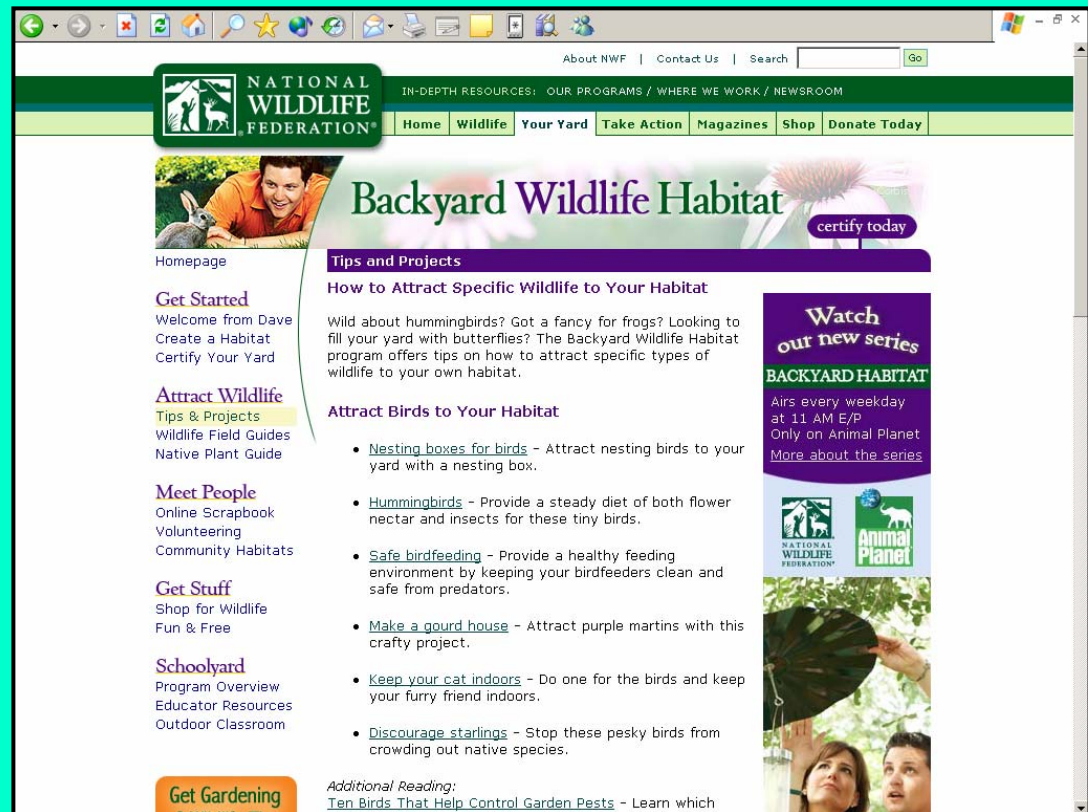 About NWF | Contact Us | Search Go
NATIONAL
WILDLIFE
FEDERATION®
IN-DEPTH RESOURCES: OUR PROGRAMS / WHERE WE WORK / NEWSROOM
Home Wildlife Your Yard Take Action Magazines Shop Donate Today
Backyard Wildlife Habitat
certify today
Homepage
Get Started
Welcome from Dave
Create a Habitat
Certify Your Yard
Attract Wildlife
Tips & Projects
Wildlife Field Guides
Native Plant Guide
Meet People
Online Scrapbook
Volunteering
Community Habitats
Get Stuff
Shop for Wildlife
Fun & Free
Schoolyard
Program Overview
Educator Resources
Outdoor Classroom
Get Gardening
Tips and Projects
How to Attract Specific Wildlife to Your Habitat
Wild about hummingbirds? Got a fancy for frogs? Looking to
fill your yard with butterflies? The Backyard Wildlife Habitat
program offers tips on how to attract specific types of
wildlife to your own habitat.
Attract Birds to Your Habitat
• Nesting boxes for birds – Attract nesting birds to your
yard with a nesting box.
• Hummingbirds – Provide a steady diet of both flower
nectar and insects for these tiny birds.
• Safe birdfeeding – Provide a healthy feeding
environment by keeping your birdfeeders clean and
safe from predators.
• Make a gourd house – Attract purple martins with this
crafty project.
• Keep your cat indoors – Do one for the birds and keep
your furry friend indoors.
• Discourage starlings – Stop these pesky birds from
crowding out native species.
Additional Reading:
Ten Birds That Help Control Garden Pests – Learn which
Watch
our new series
BACKYARD HABITAT
Airs every weekday
at 11 AM E/P
Only on Animal Planet
More about the series
NATIONAL
WILDLIFE
FEDERATION®
Animal
Planet